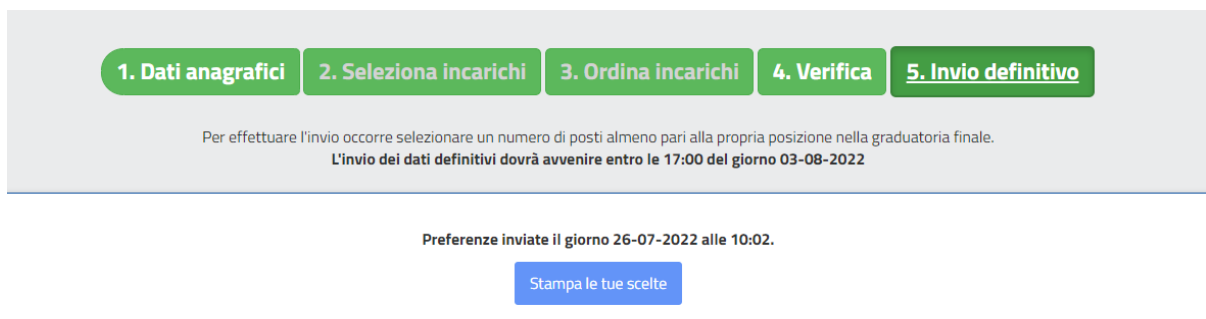 1. Dati anagrafici 2. Seleziona incarichi 3. Ordina incarichi 4. Verifica 5. Invio definitivo
Per effettuare l'invio occorre selezionare un numero di posti almeno pari alla propria posizione nella graduatoria finale.
L'invio dei dati definitivi dovrà avvenire entro le 17:00 del giorno 03-08-2022
Preferenze inviate il giorno 26-07-2022 alle 10:02.
Stampa le tue scelte